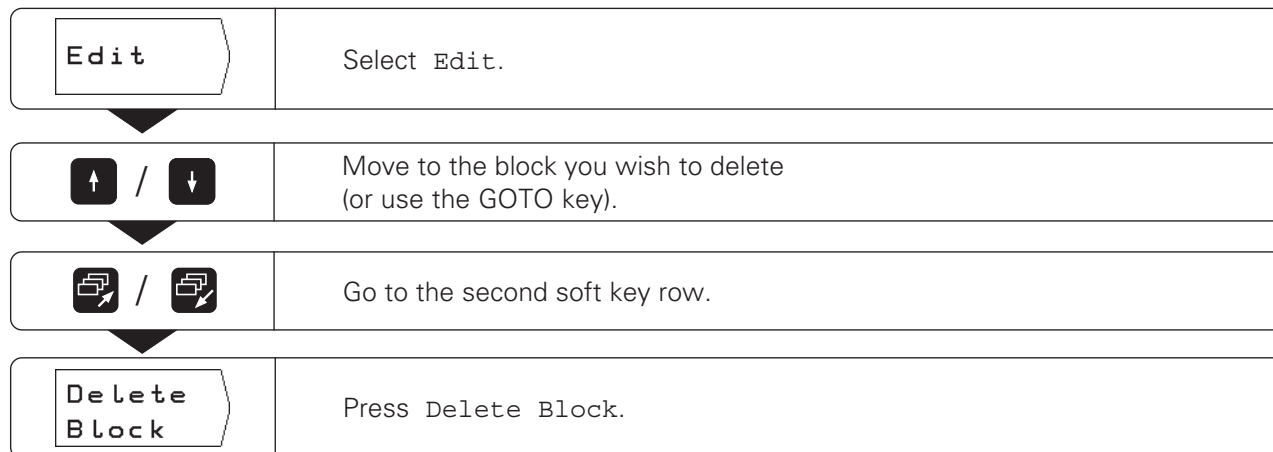 Edit
Select Edit.
/
Move to the block you wish to delete
(or use the GOTO key).
/
Go to the second soft key row.
Delete
Block
Press Delete Block.